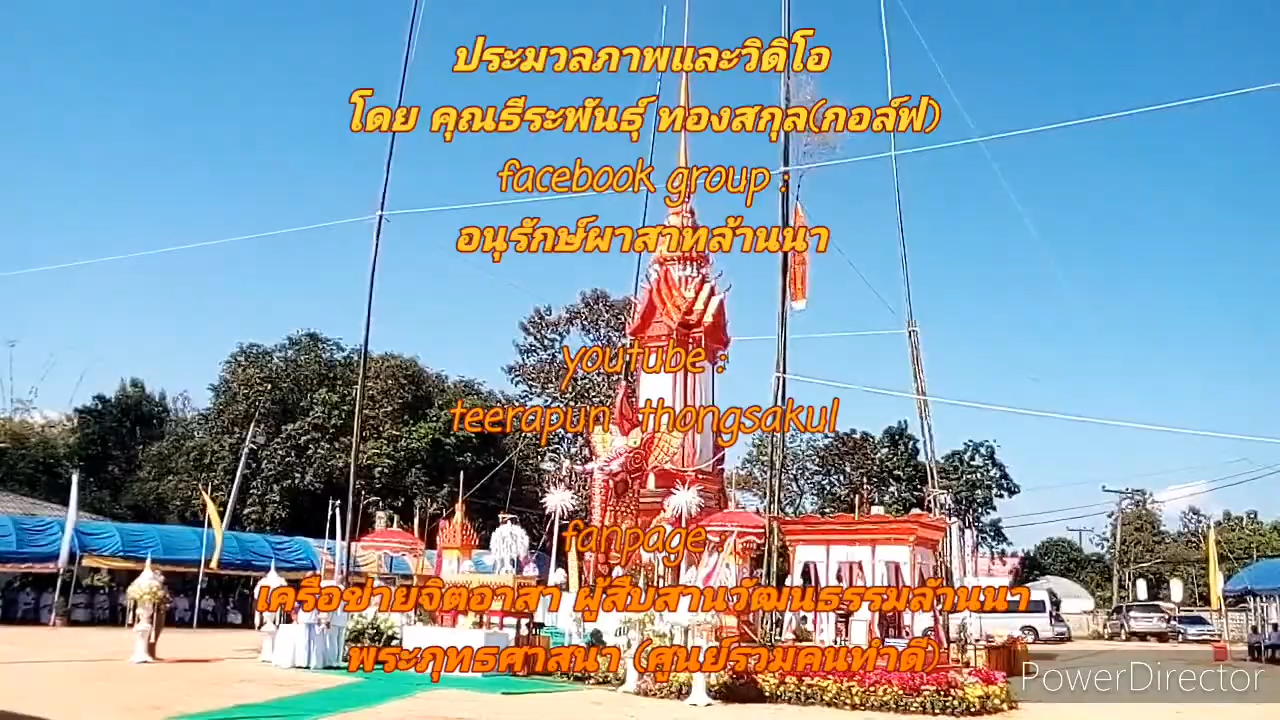 ประมวลภาพและวิดิโอ
โดย คุณธีระพันธุ์ ทองสกุล(กอล์ฟ)
facebook group :
อนุรักษ์ผาสาทล้านนา
youtube :
teerapun thongsakul
fanpage :
เครือข่ายจิตอาสา ผู้สืบสานวัฒนธรรมล้านนา
พระภุทธศาสนา (ศูนย์รวมคนทำดี)
PowerDirector